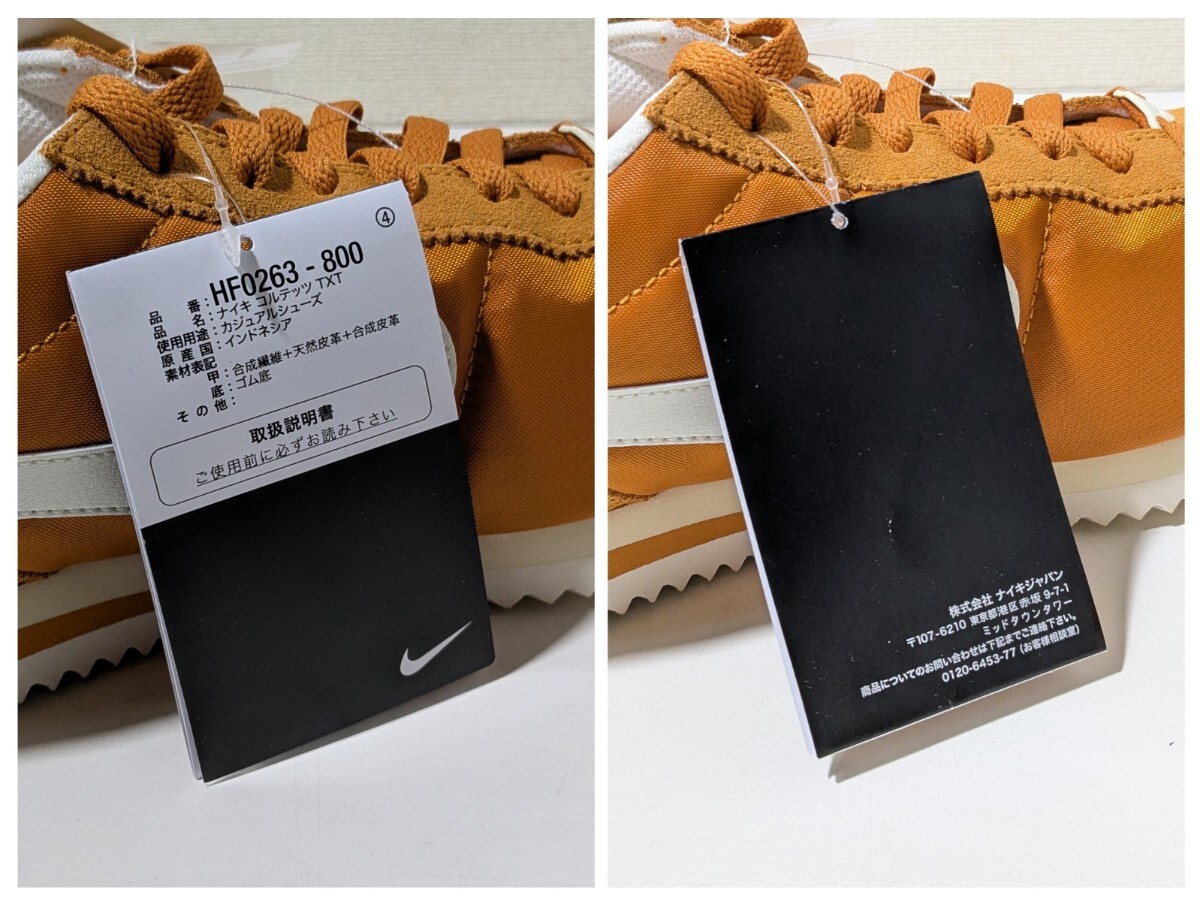 ④
品番:HF0263-800
品名:ナイキ コルテッツ TXT
使用用途:カジュアルシューズ
原産国:インドネシア
素材表記
甲:合成繊維+天然皮革+合成皮革
底:ゴム底
その他:
取扱説明書
ご使用前に必ずお読み下さい
株式会社 ナイキジャパン
〒107-6210 東京都港区赤坂 9-7-1
ミッドタウンタワー
商品についてのお問い合わせは下記までご連絡下さい。
0120-6453-77 (お客様相談室)